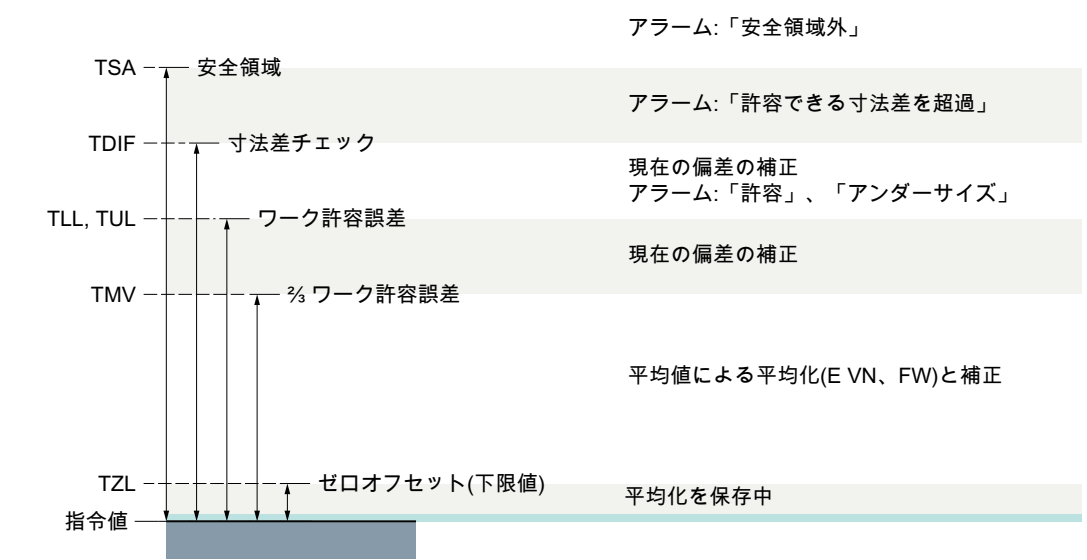 アラーム:「安全領域外」
TSA
安全領域
アラーム:「許容できる寸法差を超過」
TDIF
寸法差チェック
現在の偏差の補正
アラーム:「許容」、「アンダーサイズ」
TLL, TUL
ワーク許容誤差
現在の偏差の補正
TMV
⅔ ワーク許容誤差
平均値による平均化(E VN、FW)と補正
TZL
ゼロオフセット(下限値)
平均化を保存中
指令値